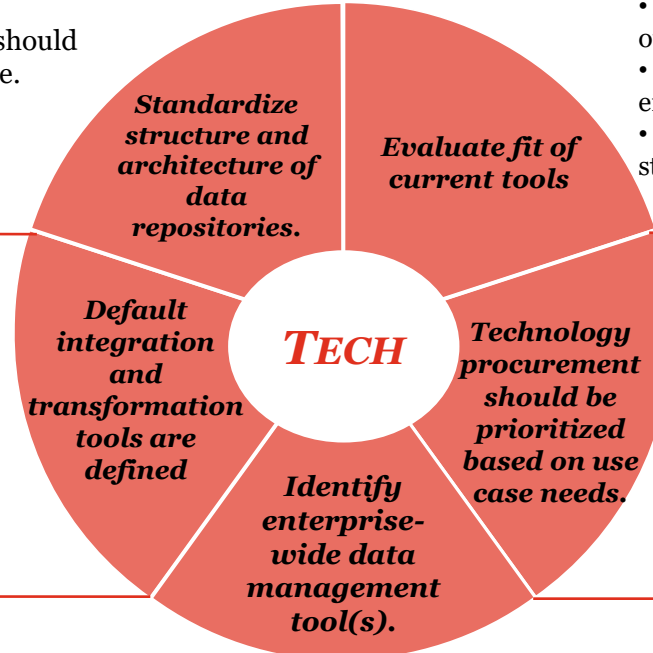 should
e.
•
o
•
e
•
st
Standardize
structure and
architecture of
data
repositories.
Evaluate fit of
current tools
Default
integration
and
transformation
tools are
defined
TECH
Technology
procurement
should be
prioritized
based on use
case needs.
Identify
enterprise-
wide data
management
tool(s).